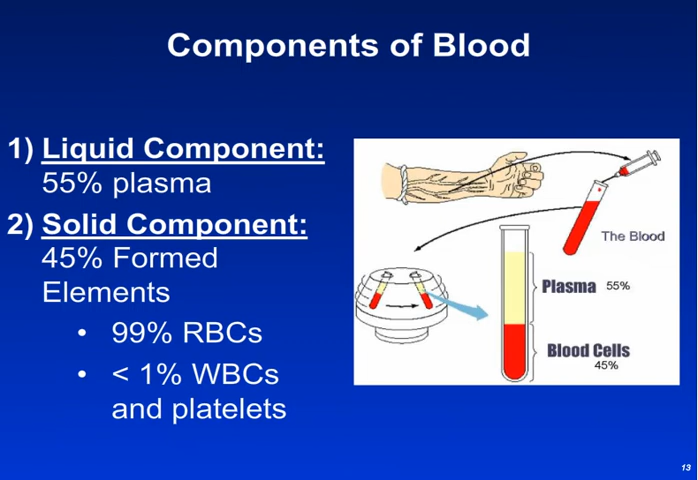 Components of Blood
1) Liquid Component:
55% plasma
2) Solid Component:
45% Formed
Elements
• 99% RBCs
• < 1% WBCs
and platelets
The Blood
Plasma 55%
Blood Cells
45%
13